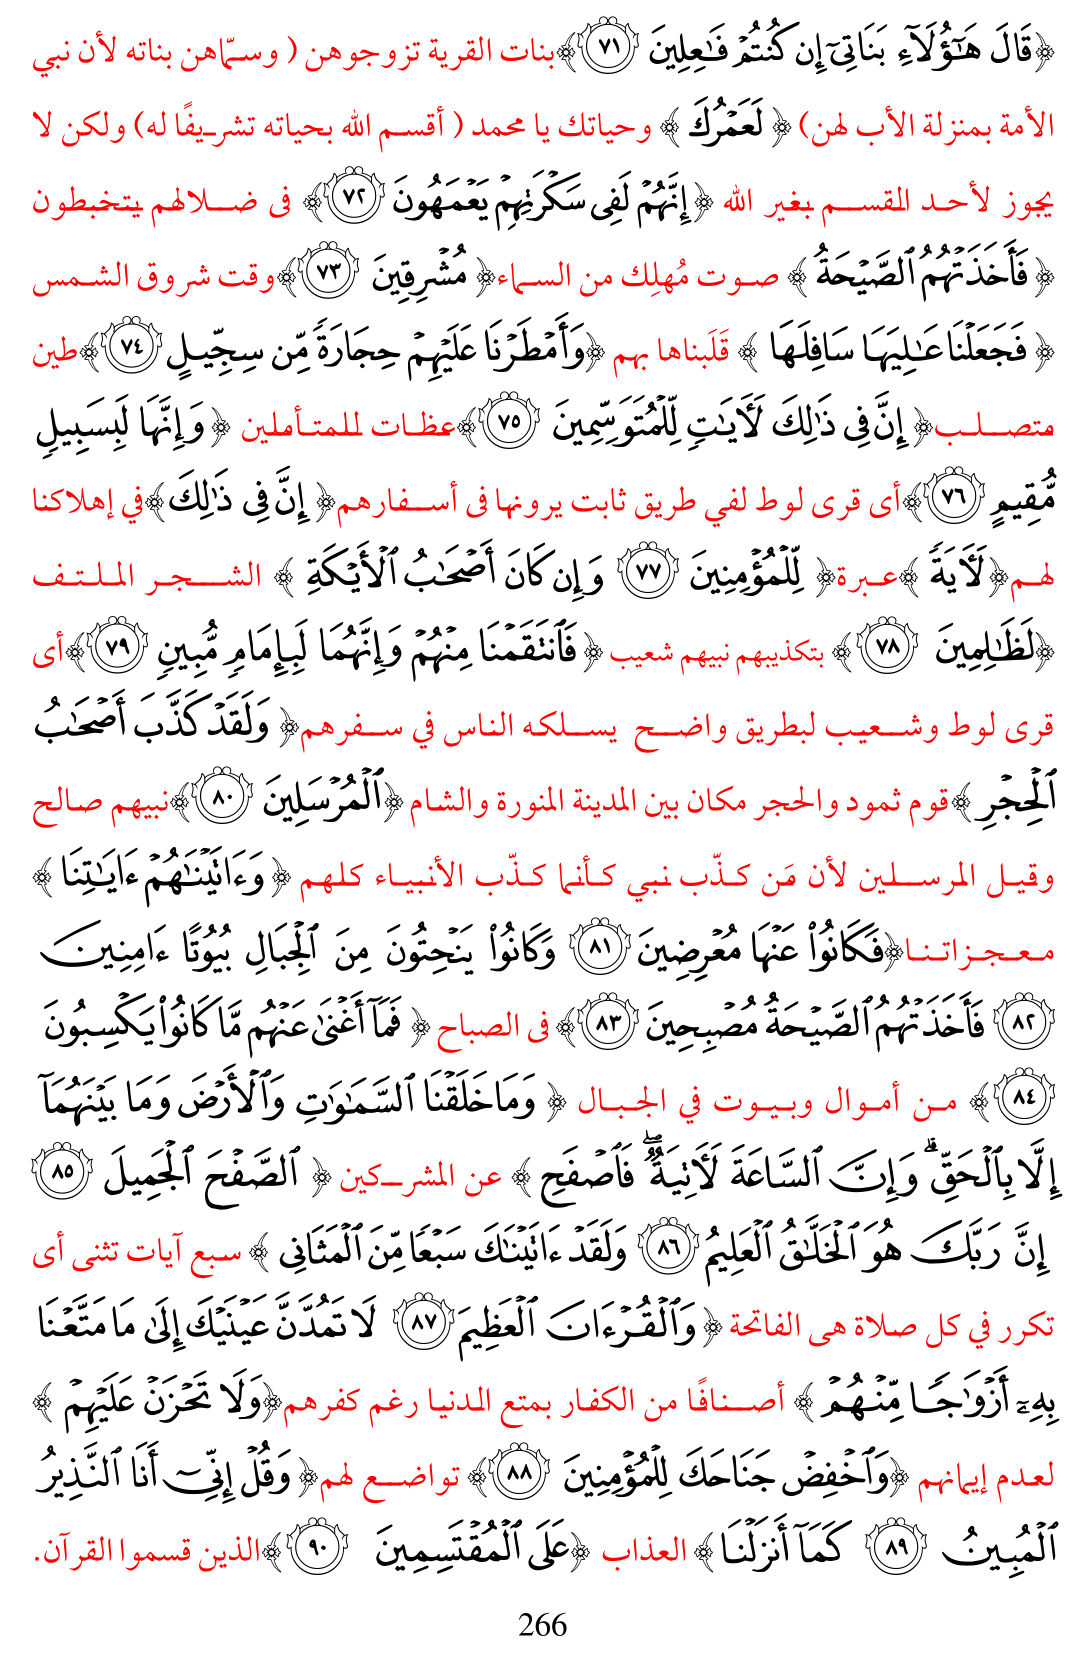 ﴿قَالَ هَٰٓؤُلَآءِ بَنَاتِىٓ إِن كُنتُمْ فَٰعِلِينَ ٧١﴾بنات القرية تزوجوهن ( وسمّاهن بناته لأن نبي
الأمة بمنزلة الأب لهن) ﴿ لَعَمْرُكَ ﴾ وحياتك يا محمد ( أقسم الله بحياته تشريفًا له) ولكن لا
يجوز لأحد القسم بغير الله ﴿إِنَّهُمْ لَفِى سَكْرَتِهِمْ يَعْمَهُونَ ٧٢﴾ فى ضلالهم يتخبطون
﴿ فَأَخَذَتْهُمُ ٱلصَّيْحَةُ ﴾ صوت مُهلِك من السماء﴿ مُشْرِقِينَ ٧٣﴾وقت شروق الشمس
﴿ فَجَعَلْنَا عَٰلِيَهَا سَافِلَهَا ﴾ قَلَبناها بهم ﴿وَأَمْطَرْنَا عَلَيْهِمْ حِجَارَةً مِّن سِجِّيلٍ ٧٤﴾طين
متصلب﴿ إِنَّ فِى ذَٰلِكَ لَءَايَٰتٍ لِّلْمُتَوَسِّمِينَ ٧٥﴾عظات للمتأملين ﴿ وَإِنَّهَا لَبِسَبِيلٍ
مُّقِيمٍ ٧٦﴾أى قرى لوط لفي طريق ثابت يرونها فى أسفارهم﴿ إِنَّ فِى ذَٰلِكَ﴾في إهلاكنا
لهم﴿لَءَايَةً ﴾عبرة﴿ لِّلْمُؤْمِنِينَ ٧٧ وَإِن كَانَ أَصْحَٰبُ ٱلْأَيْكَةِ ﴾ الشجر الملتف
﴿لَظَٰلِمِينَ ٧٨﴾ بتكذيبهم نبيهم شعيب ﴿ فَٱنتَقَمْنَا مِنْهُمْ وَإِنَّهُمَا لَبِإِمَامٍ مُّبِينٍ ٧٩﴾أى
قرى لوط وشعيب لبطريق واضح يسلكه الناس في سفرهم﴿ وَلَقَدْ كَذَّبَ أَصْحَٰبُ
ٱلْحِجْرِ ﴾قوم ثمود والحجر مكان بين المدينة المنورة والشام ﴿ٱلْمُرْسَلِينَ ٨٠﴾نبيهم صالح
وقيل المرسلين لأن مَن كذّب نبي كأنما كذّب الأنبياء كلهم ﴿ وَءَاتَيْنَٰهُمْ ءَايَٰتِنَا ﴾
معجزاتنا﴿فَكَانُوا۟ عَنْهَا مُعْرِضِينَ ٨١ وَكَانُوا۟ يَنْحِتُونَ مِنَ ٱلْجِبَالِ بُيُوتًا ءَامِنِينَ
٨٢ فَأَخَذَتْهُمُ ٱلصَّيْحَةُ مُصْبِحِينَ ٨٣﴾ فى الصباح ﴿ فَمَآ أَغْنَىٰ عَنْهُم مَّا كَانُوا۟ يَكْسِبُونَ
٨٤﴾ من أموال وبيوت في الجبال ﴿ وَمَا خَلَقْنَا ٱلسَّمَٰوَٰتِ وَٱلْأَرْضَ وَمَا بَيْنَهُمَآ
إِلَّا بِٱلْحَقِّ ۗ وَإِنَّ ٱلسَّاعَةَ لَءَاتِيَةٌ ۖ فَٱصْفَحِ ﴾ عن المشركين ﴿ ٱلصَّفْحَ ٱلْجَمِيلَ ٨٥
إِنَّ رَبَّكَ هُوَ ٱلْخَلَّٰقُ ٱلْعَلِيمُ ٨٦ وَلَقَدْ ءَاتَيْنَٰكَ سَبْعًا مِّنَ ٱلْمَثَانِى ﴾ سبع آيات تثنى أى
تكرر في كل صلاة هى الفاتحة ﴿ وَٱلْقُرْءَانَ ٱلْعَظِيمَ ٨٧ لَا تَمُدَّنَّ عَيْنَيْكَ إِلَىٰ مَا مَتَّعْنَا
بِهِۦٓ أَزْوَٰجًا مِّنْهُمْ ﴾ أصنافًا من الكفار بمتع الدنيا رغم كفرهم﴿وَلَا تَحْزَنْ عَلَيْهِمْ ﴾
لعدم إيمانهم ﴿وَٱخْفِضْ جَنَاحَكَ لِلْمُؤْمِنِينَ ٨٨﴾ تواضع لهم﴿ وَقُلْ إِنِّىٓ أَنَا ٱلنَّذِيرُ
ٱلْمُبِينُ ٨٩ كَمَآ أَنزَلْنَا ﴾ العذاب ﴿عَلَى ٱلْمُقْتَسِمِينَ ٩٠﴾الذين قسموا القرآن.
266